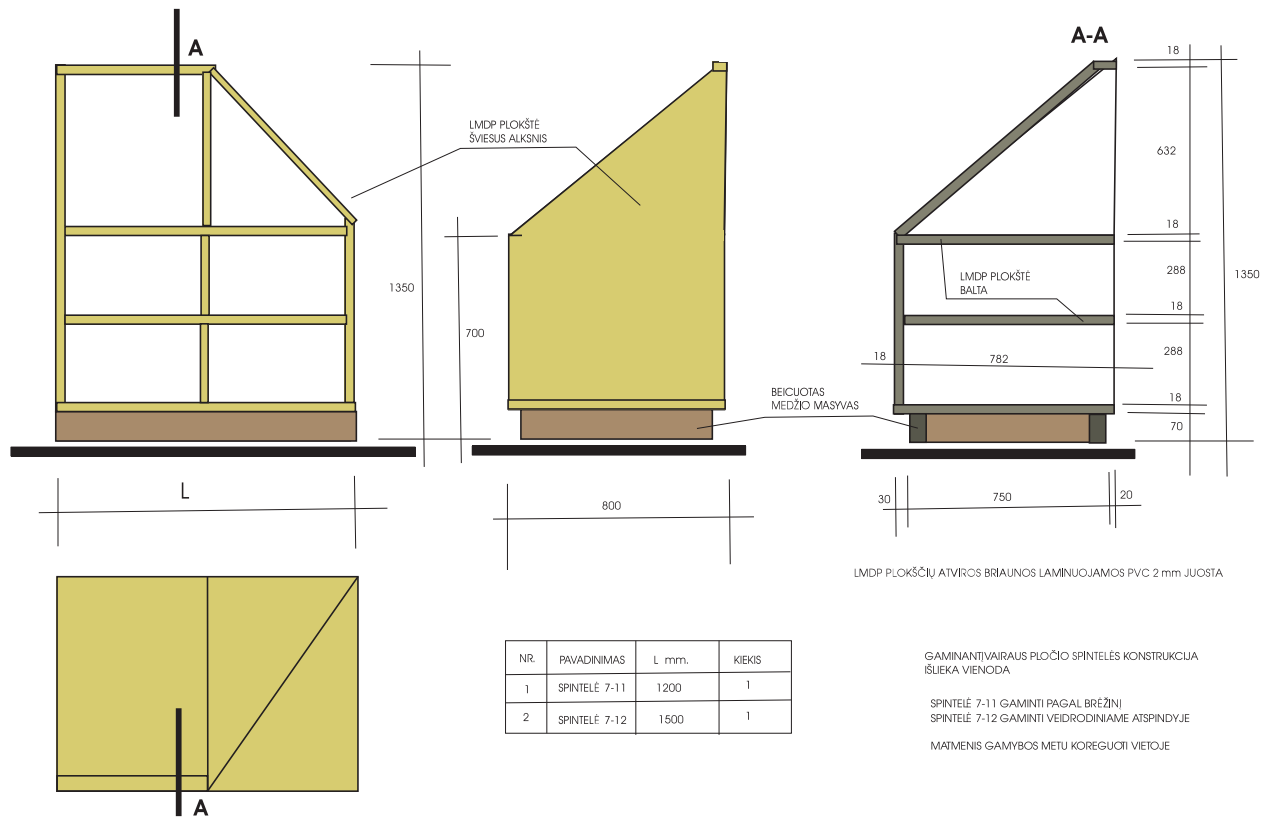 A
A-A
18
LMDP PLOKŠTĖ
ŠVIESUS ALKSNIS
632
18
1350
288
1350
LMDP PLOKŠTĖ
BALTA
18
700
18
782
288
BEICUOTAS
MEDŽIO MASYVAS
18
70
L
800
30
750
20
LMDP PLOKŠČIŲ ATVIROS BRIAUNOS LAMINUOJAMOS PVC 2 mm JUOSTA
NR. PAVADINIMAS L mm. KIEKIS
1 SPINTELĖ 7-11 1200 1
2 SPINTELĖ 7-12 1500 1
GAMINANTĮVAIRAUS PLOČIO SPINTELĖS KONSTRUKCIJA
IŠLIEKA VIENODA
SPINTELĖ 7-11 GAMINTI PAGAL BRĖŽINĮ
SPINTELĖ 7-12 GAMINTI VEIDRODINIAME ATSPINDYJE
MATMENIS GAMYBOS METU KOREGUOTI VIETOJE
A